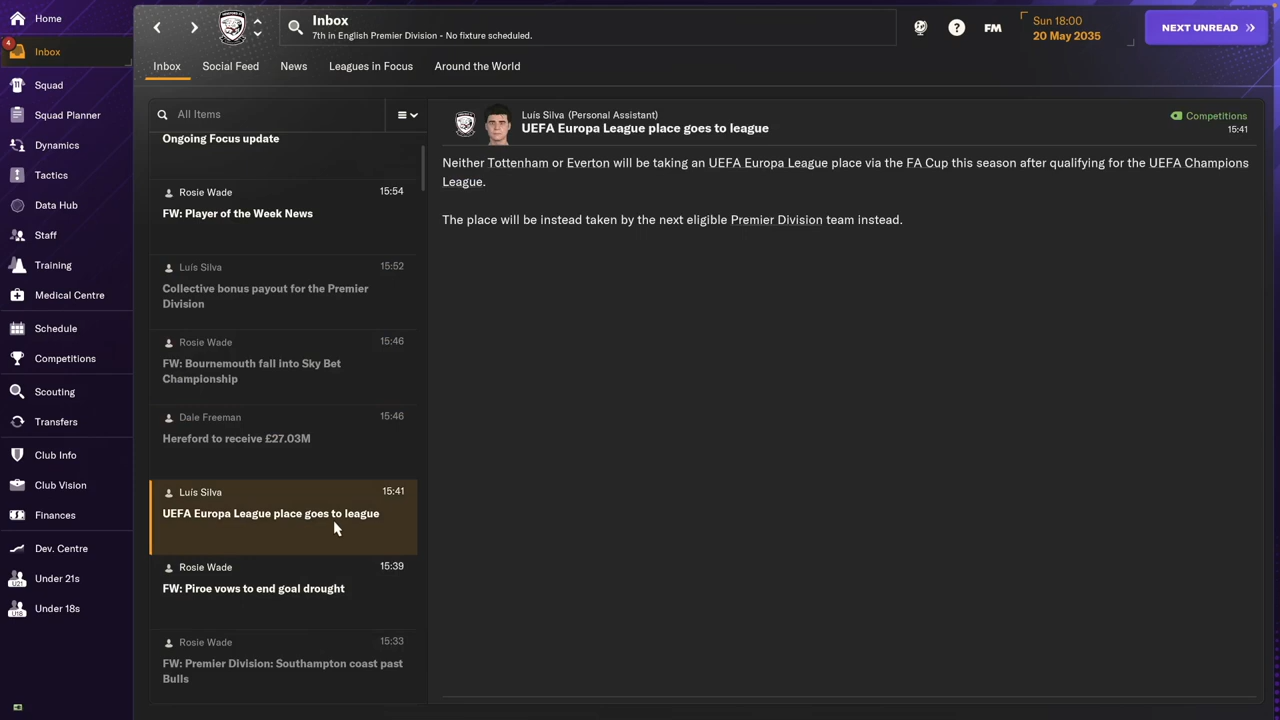 Home
4
Inbox
Squad
Squad Planner
Dynamics
Tactics
Data Hub
Staff
Training
Medical Centre
Schedule
Competitions
Scouting
Transfers
Club Info
Club Vision
Finances
Dev. Centre
U21
Under 21s
U18
Under 18s
Inbox
7th in English Premier Division - No fixture scheduled.
?
FM
Sun 18:00
20 May 2035
NEXT UNREAD
Inbox
Social Feed
News
Leagues in Focus
Around the World
All Items
Ongoing Focus update
Rosie Wade
15:54
FW: Player of the Week News
Luís Silva
15:52
Collective bonus payout for the Premier
Division
Rosie Wade
15:46
FW: Bournemouth fall into Sky Bet
Championship
Dale Freeman
15:46
Hereford to receive £27.03M
Luís Silva
15:41
UEFA Europa League place goes to league
Rosie Wade
15:39
FW: Piroe vows to end goal drought
Rosie Wade
15:33
FW: Premier Division: Southampton coast past
Bulls
Luís Silva (Personal Assistant)
UEFA Europa League place goes to league
Competitions
15:41
Neither Tottenham or Everton will be taking an UEFA Europa League place via the FA Cup this season after qualifying for the UEFA Champions
League.
The place will be instead taken by the next eligible Premier Division team instead.